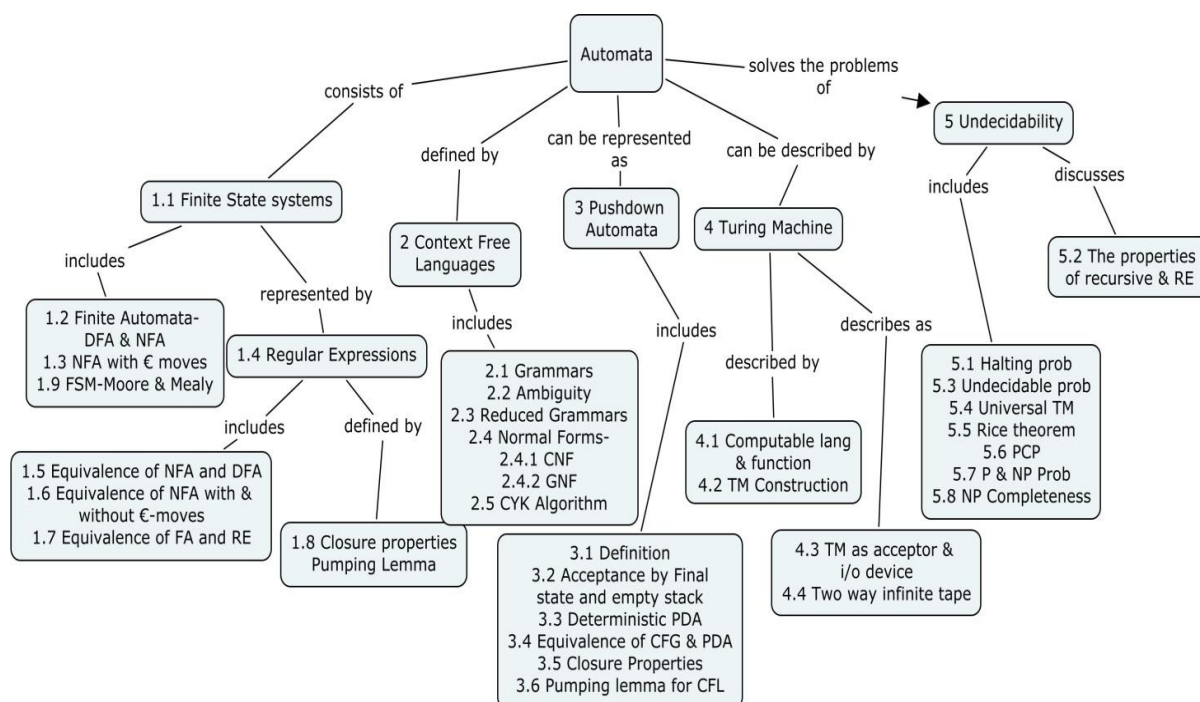 Automata
consists of
solves the problems
of
defined by
can be represented
as
can be described by
5 Undecidability
includes
discusses
1.1 Finite State systems
2 Context Free
Languages
3 Pushdown
Automata
4 Turing Machine
5.2 The properties
of recursive & RE
includes
represented by
includes
includes
described by
describes as
1.2 Finite Automata-
DFA & NFA
1.3 NFA with € moves
1.9 FSM-Moore & Mealy
1.4 Regular Expressions
includes
defined by
1.5 Equivalence of NFA and DFA
1.6 Equivalence of NFA with &
without €-moves
1.7 Equivalence of FA and RE
1.8 Closure properties
Pumping Lemma
2.1 Grammars
2.2 Ambiguity
2.3 Reduced Grammars
2.4 Normal Forms-
2.4.1 CNF
2.4.2 GNF
2.5 CYK Algorithm
3.1 Definition
3.2 Acceptance by Final
state and empty stack
3.3 Deterministic PDA
3.4 Equivalence of CFG & PDA
3.5 Closure Properties
3.6 Pumping lemma for CFL
4.1 Computable lang
& function
4.2 TM Construction
4.3 TM as acceptor &
i/o device
4.4 Two way infinite tape
5.1 Halting prob
5.3 Undecidable prob
5.4 Universal TM
5.5 Rice theorem
5.6 PCP
5.7 P & NP Prob
5.8 NP Completeness